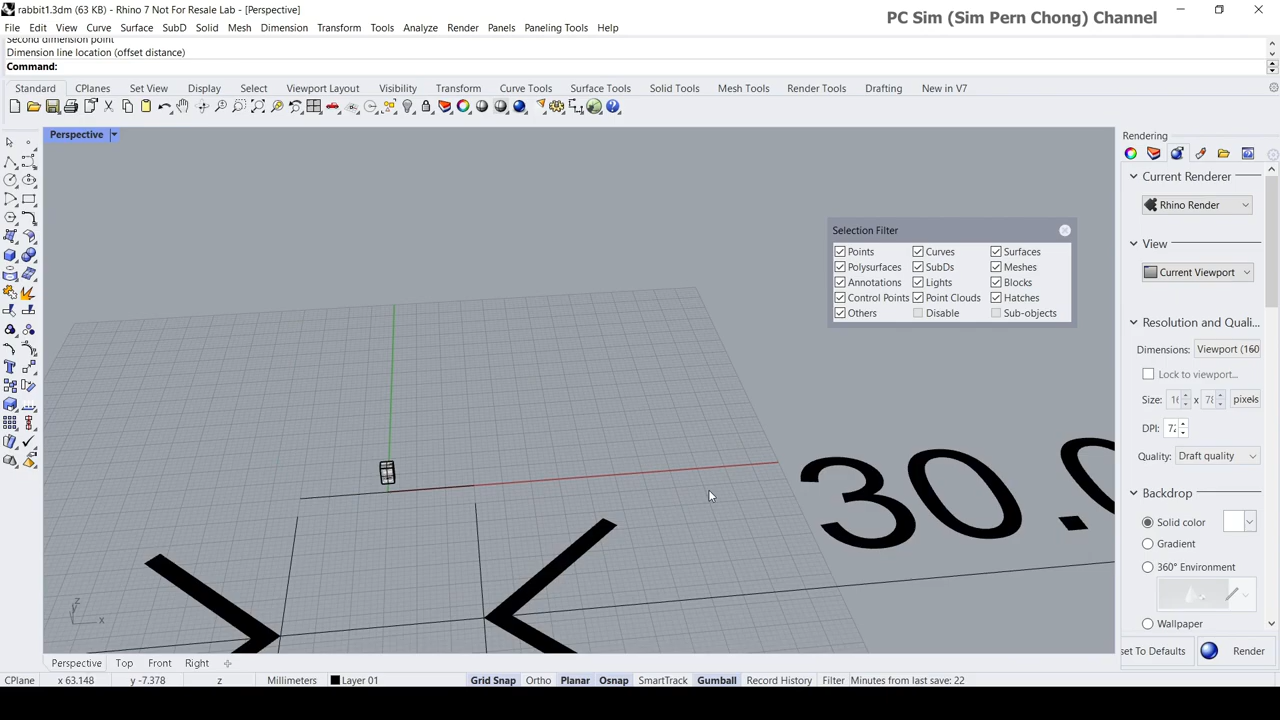 rabbit1.3dm (63 KB) - Rhino 7 Not For Resale Lab - [Perspective]
PC Sim (Sim Pern Chong) Channel
File Edit View Curve Surface SubD Solid Mesh Dimension Transform Tools Analyze Render Panels Paneling Tools Help
Second dimension point
Dimension line location (offset distance)
Command:
Standard CPlanes Set View Display Select Viewport Layout Visibility Transform Curve Tools Surface Tools Solid Tools Mesh Tools Render Tools Drafting New in V7
Perspective
Rendering
Current Renderer
Rhino Render
View
Current Viewport
Selection Filter
Points Curves Surfaces
Polysurfaces SubDs Meshes
Annotations Lights Blocks
Control Points Point Clouds Hatches
Others Disable Sub-objects
Resolution and Quali...
Dimensions: Viewport (160
Lock to viewport...
Size: x pixels
DPI:
Quality: Draft quality
Backdrop
Solid color
Gradient
360° Environment
Wallpaper
30.0
et To Defaults Render
z
x
Perspective Top Front Right
CPlane x 63.148 y -7.378 z Millimeters Layer 01 Grid Snap Ortho Planar Osnap SmartTrack Gumball Record History Filter Minutes from last save: 22